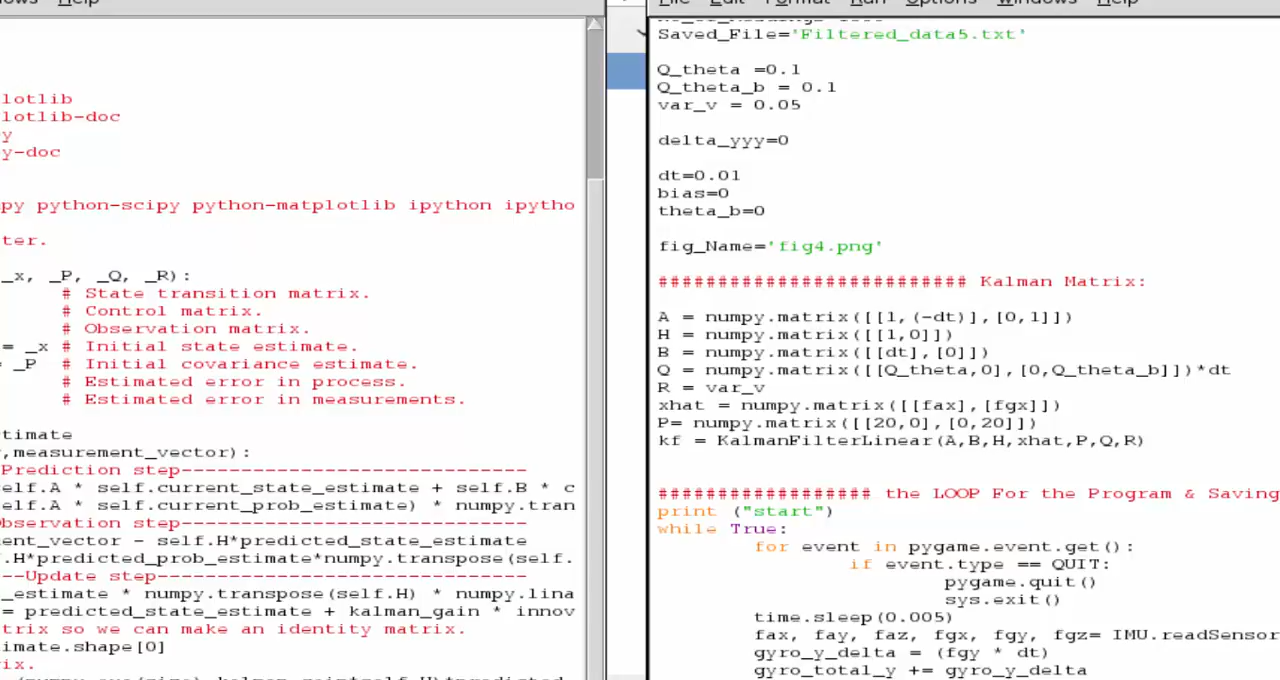 Help
lotlib
lotlib-doc
y
y-doc
py python-scipy python-matplotlib ipython ipytho
ter.
_x, _P, _Q, _R):
# State transition matrix.
# Control matrix.
# Observation matrix.
= _x # Initial state estimate.
_P # Initial covariance estimate.
# Estimated error in process.
# Estimated error in measurements.
timate
,measurement_vector):
Prediction step-----------------------------
elf.A * self.current_state_estimate + self.B * c
elf.A * self.current_prob_estimate) * numpy.tran
Observation step-----------------------------
ent_vector - self.H*predicted_state_estimate
.H*predicted_prob_estimate*numpy.transpose(self.
--Update step-------------------------------
_estimate * numpy.transpose(self.H) * numpy.lina
= predicted_state_estimate + kalman_gain * innov
trix so we can make an identity matrix.
imate.shape[0]
ix.
File Edit Format Run Options Windows Help
Saved_File='Filtered_data5.txt'
Q_theta =0.1
Q_theta_b = 0.1
var_v = 0.05
delta_yyy=0
dt=0.01
bias=0
theta_b=0
fig_Name='fig4.png'
########################## Kalman Matrix:
A = numpy.matrix([[1,(-dt)],[0,1]])
H = numpy.matrix([[1,0]])
B = numpy.matrix([[dt],[0]])
Q = numpy.matrix([[Q_theta,0],[0,Q_theta_b]])*dt
R = var_v
xhat = numpy.matrix([[fax],[fgx]])
P= numpy.matrix([[20,0],[0,20]])
kf = KalmanFilterLinear(A,B,H,xhat,P,Q,R)
################## the LOOP For the Program & Saving
print ("start")
while True:
for event in pygame.event.get():
if event.type == QUIT:
pygame.quit()
sys.exit()
time.sleep(0.005)
fax, fay, faz, fgx, fgy, fgz= IMU.readSensor
gyro_y_delta = (fgy * dt)
gyro_total_y += gyro_y_delta